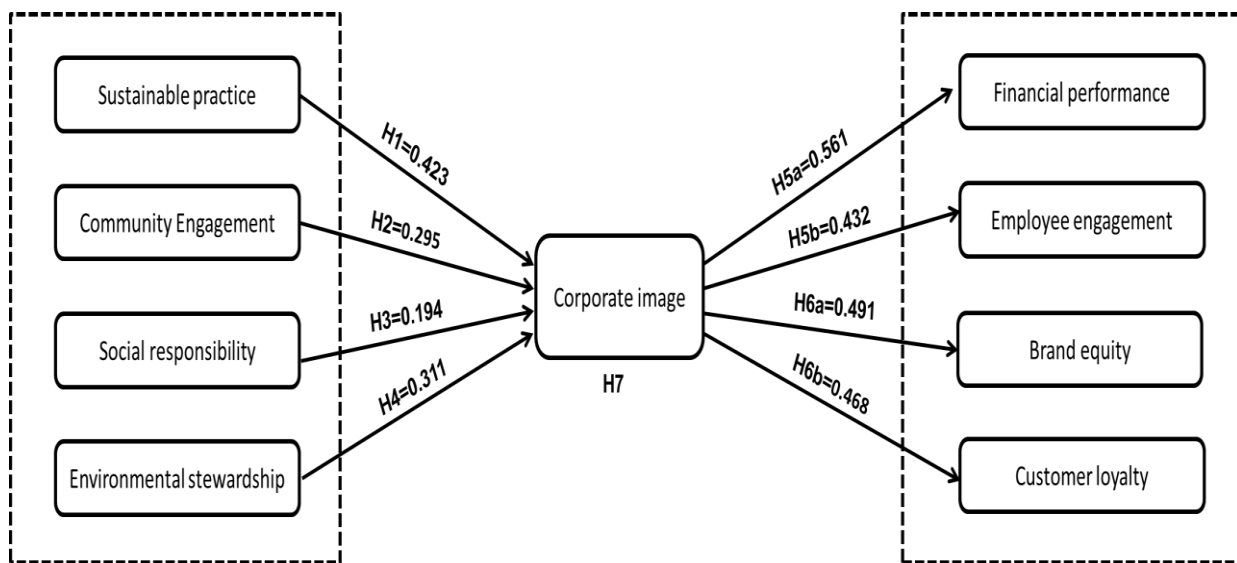 Sustainable practice
Community Engagement
Social responsibility
Environmental stewardship
H1=0.423
H2=0.295
H3=0.194
H4=0.311
Corporate image
H7
H5a=0.561
H5b=0.432
H6a=0.491
H6b=0.468
Financial performance
Employee engagement
Brand equity
Customer loyalty